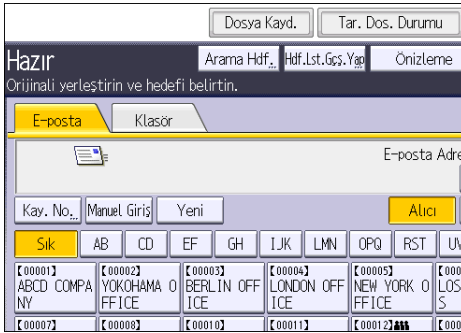 Dosya Kayd. Tar. Dos. Durumu
Hazır
Arama Hdf. Hdf.Lst.Gçş.Yap Önizleme
Orijinali yerleştirin ve hedefi belirtin.
E-posta Klasör
E-posta Adre
Kay. No. Manuel Giriş Yeni Alıcı
Sık AB CD EF GH IJK LMN OPQ RST UV
[00001] [00002] [00003] [00004] [00005] [000
ABCD COMPA YOKOHAMA O BERLIN OFF LONDON OFF NEW YORK O LOS
NY FFICE ICE ICE FFICE S
[00007] [00008] [00010] [00011] [00012] [000